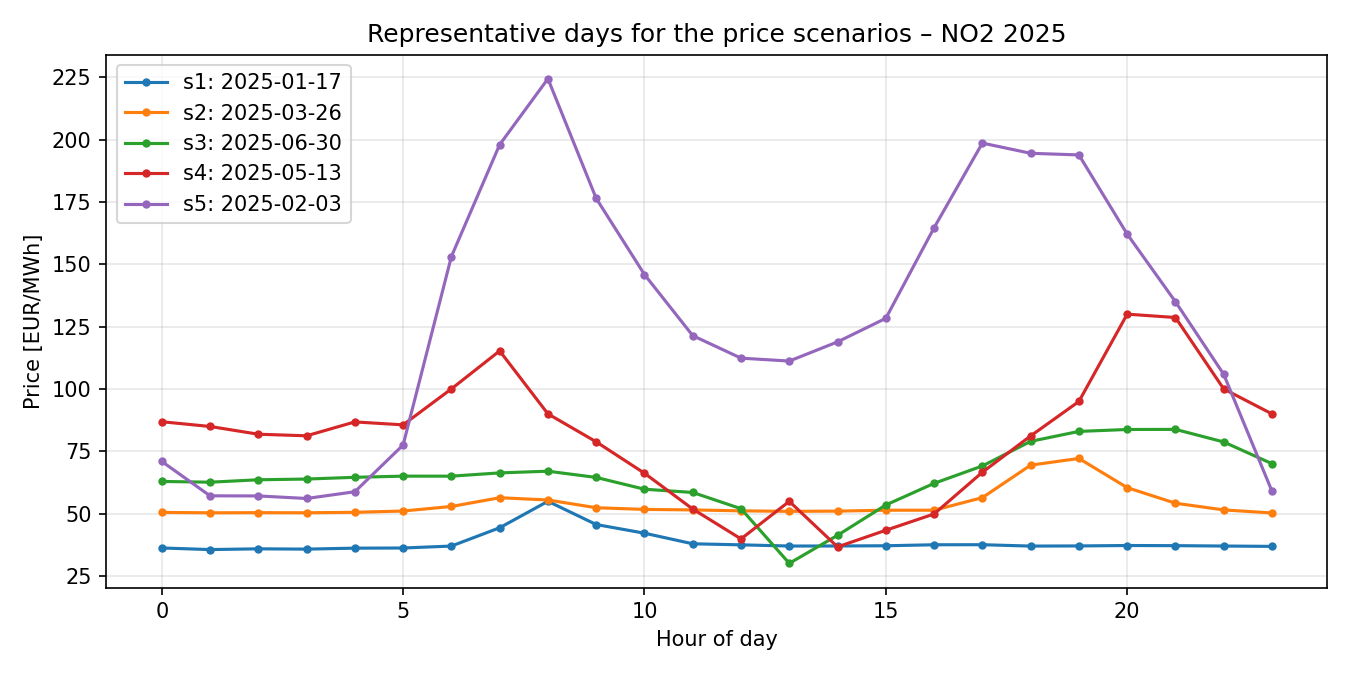 Representative days for the price scenarios – NO2 2025
s1: 2025-01-17
s2: 2025-03-26
s3: 2025-06-30
s4: 2025-05-13
s5: 2025-02-03
Price [EUR/MWh]
225
200
175
150
125
100
75
50
25
0 5 10 15 20
Hour of day